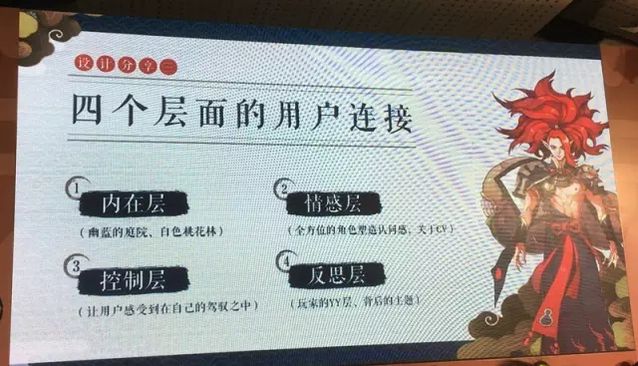 设计分享三
四个层面的用户连接
1
内在层
(幽蓝的庭院、白色桃花林)
2
情感层
(全方位的角色塑造认同感、关于CV)
3
控制层
(让用户感受到在自己的驾驭之中)
4
反思层
(玩家的YY层、背后的主题)